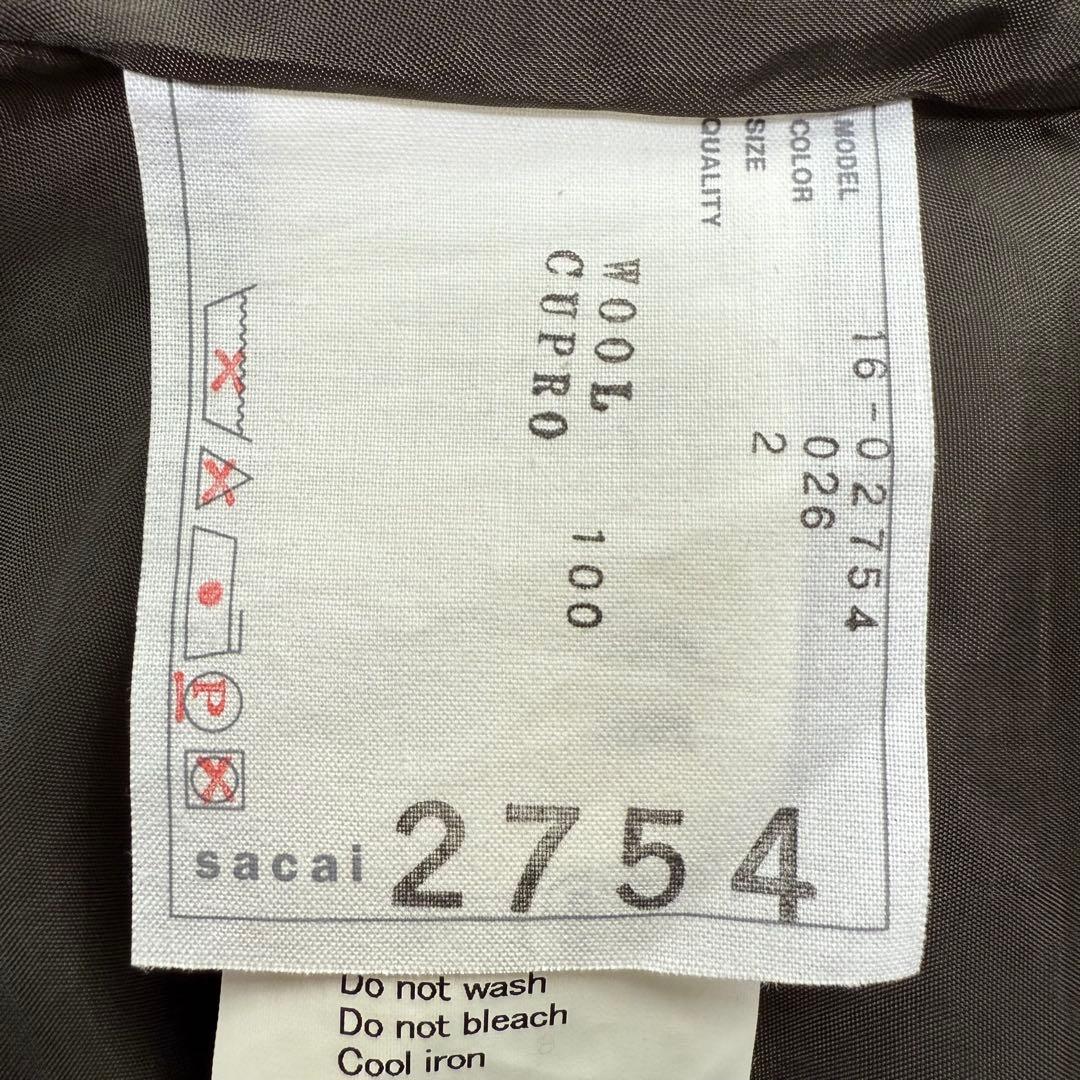 MODEL 16-02754
COLOR 026
SIZE 2
QUALITY
WOOL 100
CUPRO
P
sacai 2754
Do not wash
Do not bleach
Cool iron